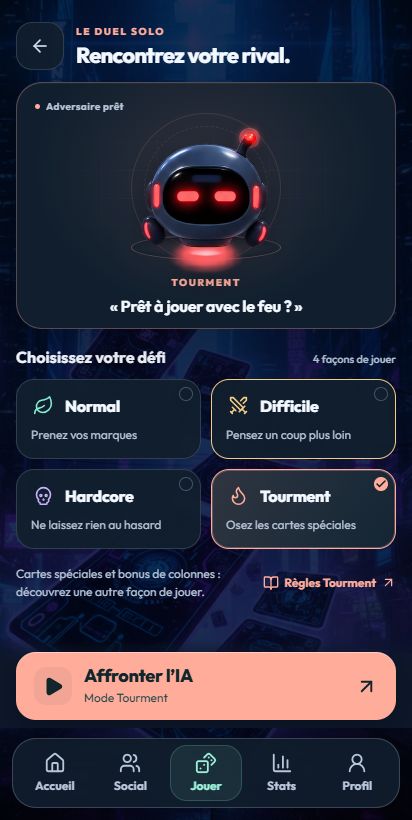 LE DUEL SOLO
Rencontrez votre rival.
Adversaire prêt
TOURMENT
« Prêt à jouer avec le feu ? »
Choisissez votre défi
4 façons de jouer
Normal
Prenez vos marques
Difficile
Pensez un coup plus loin
Hardcore
Ne laissez rien au hasard
Tourment
Osez les cartes spéciales
Cartes spéciales et bonus de colonnes :
découvrez une autre façon de jouer.
Règles Tourment
Affronter l’IA
Mode Tourment
Accueil
Social
Jouer
Stats
Profil